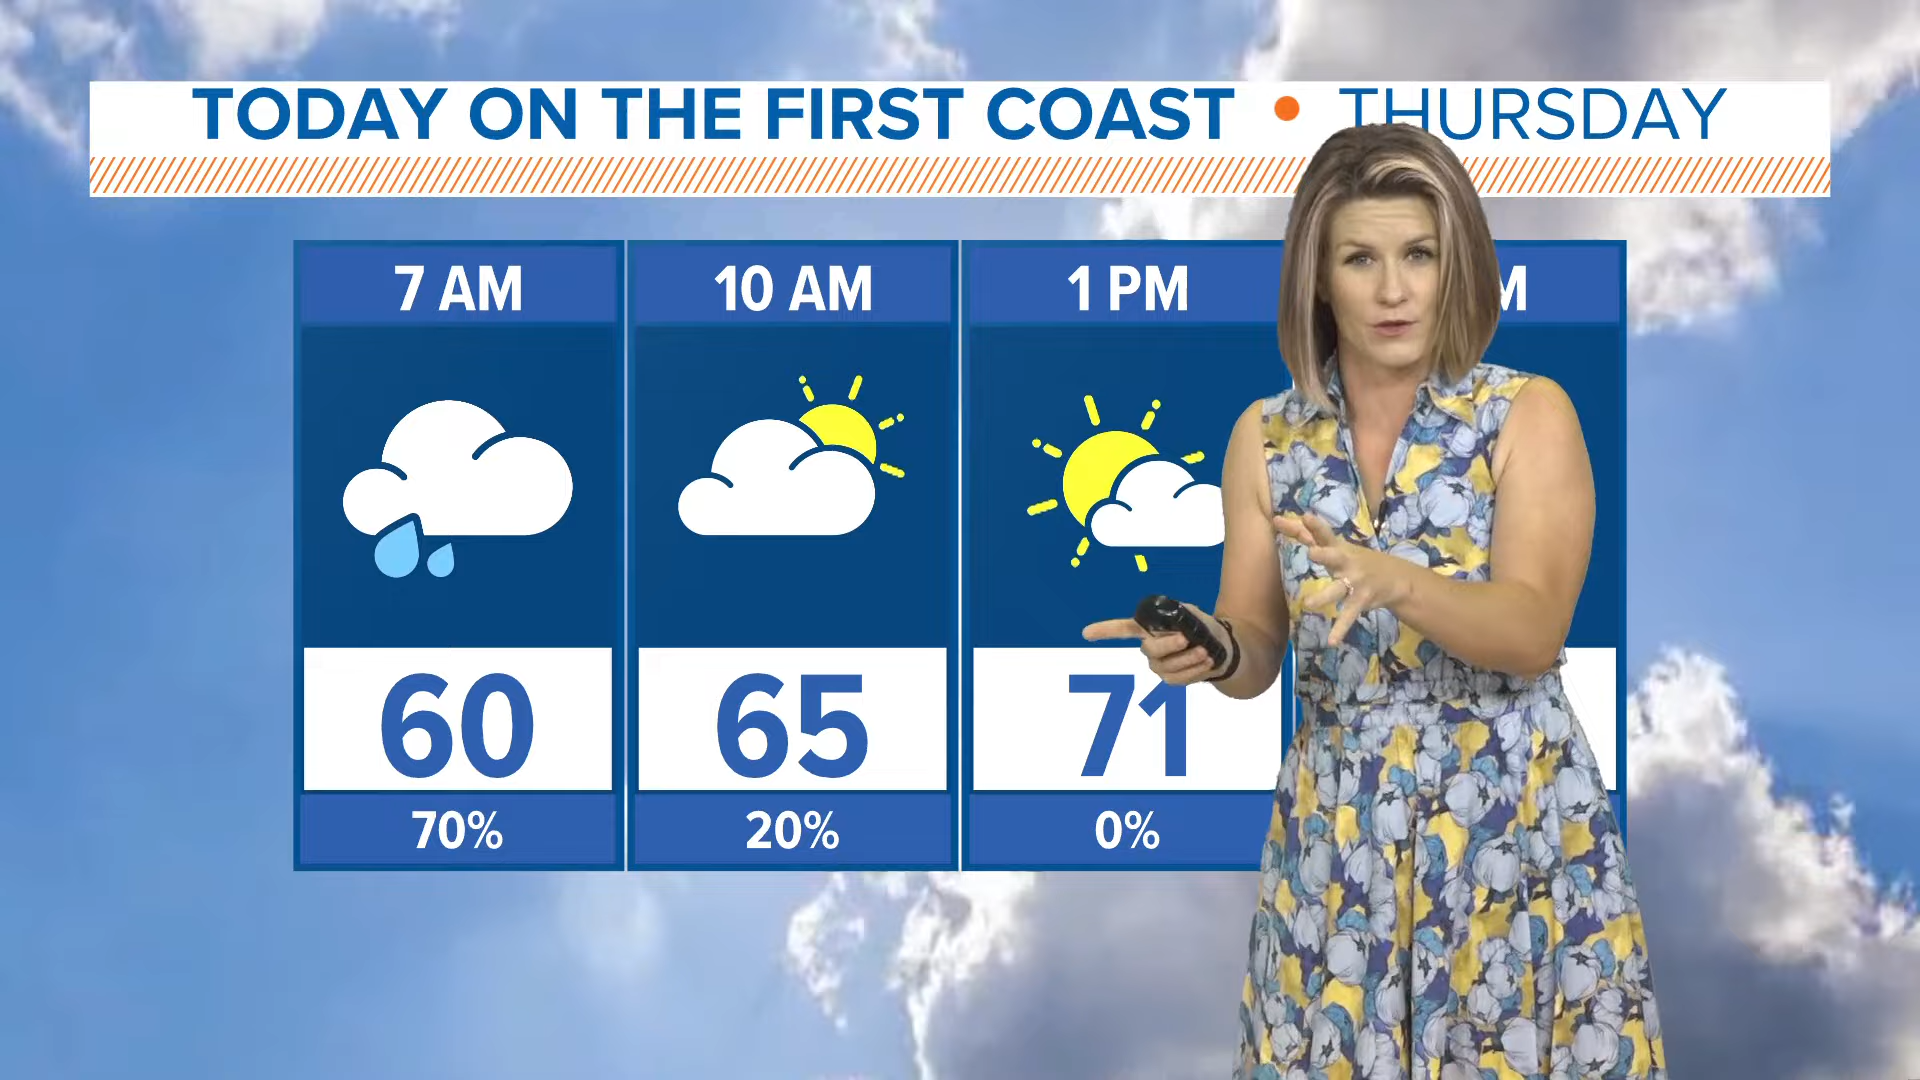 TODAY ON THE FIRST COAST • THURSDAY
7 AM
10 AM
1 PM
M
60
65
71
70%
20%
0%